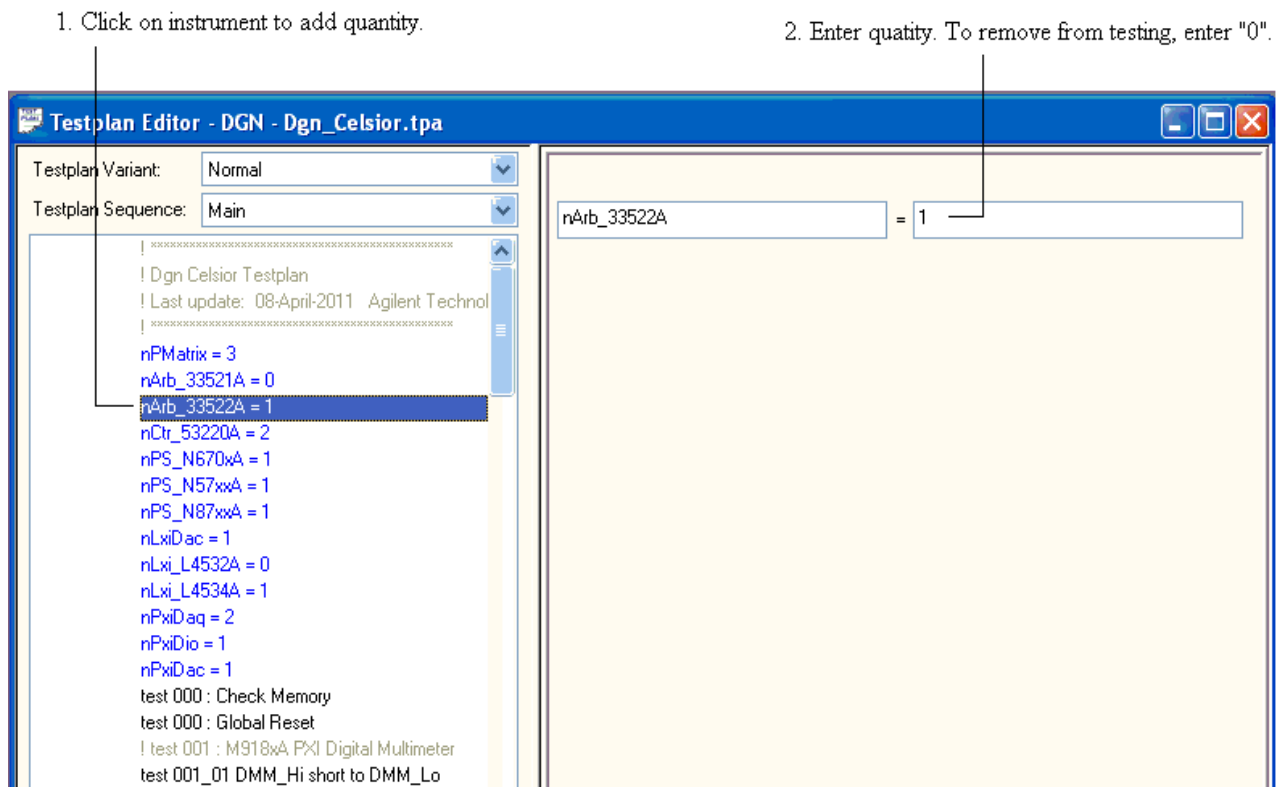 1. Click on instrument to add quantity.
2. Enter quatity. To remove from testing, enter "0".
Testplan Editor - DGN - Dgn_Celsior.tpa
Testplan Variant: Normal
Testplan Sequence: Main
nArb_33522A = 1
! **********************************************
! Dgn Celsior Testplan
! Last update: 08-April-2011 Agilent Technol
! **********************************************
nPMatrix = 3
nArb_33521A = 0
nArb_33522A = 1
nCtr_53220A = 2
nPS_N670xA = 1
nPS_N57xxA = 1
nPS_N87xxA = 1
nLxiDac = 1
nLxi_L4532A = 0
nLxi_L4534A = 1
nPxiDaq = 2
nPxiDio = 1
nPxiDac = 1
test 000 : Check Memory
test 000 : Global Reset
! test 001 : M918xA PXI Digital Multimeter
test 001_01 DMM_Hi short to DMM_Lo